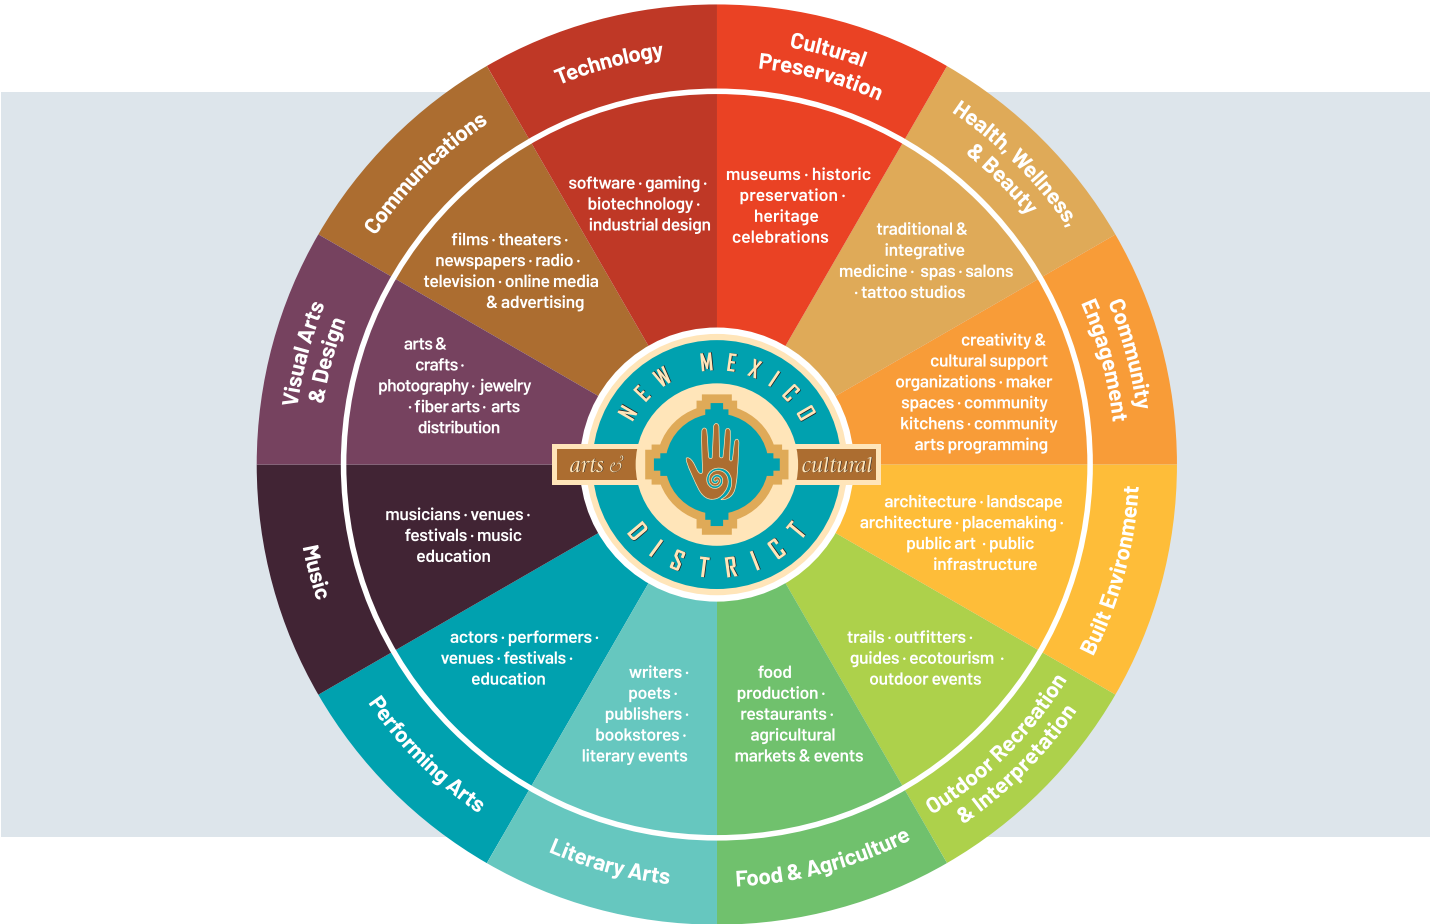 Technology
software · gaming ·
biotechnology ·
industrial design
Cultural
Preservation
museums · historic
preservation ·
heritage
celebrations
Health, Wellness,
& Beauty
traditional &
integrative
medicine · spas · salons
· tattoo studios
Community
Engagement
creativity &
cultural support
organizations · maker
spaces · community
kitchens · community
arts programming
Built Environment
architecture · landscape
architecture · placemaking ·
public art · public
infrastructure
Outdoor Recreation
& Interpretation
trails · outfitters ·
guides · ecotourism ·
outdoor events
Food & Agriculture
food
production ·
restaurants ·
agricultural
markets & events
Literary Arts
writers ·
poets ·
publishers ·
bookstores ·
literary events
Performing Arts
actors · performers ·
venues · festivals ·
education
Music
musicians · venues ·
festivals · music
education
Visual Arts
& Design
arts &
crafts ·
photography · jewelry
· fiber arts · arts
distribution
Communications
films · theaters ·
newspapers · radio ·
television · online media
& advertising
NEW MEXICO
arts &
cultural
DISTRICT